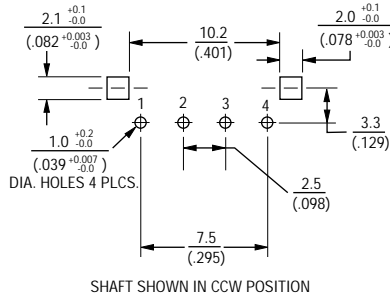 2.1 +0.1 -0.0
(.082 +0.003 -0.0)
10.2
(.401)
2.0 +0.1 -0.0
(.078 +0.003 -0.0)
1 2 3 4
1.0 +0.2 -0.0
(.039 +0.007 -0.0)
DIA. HOLES 4 PLCS.
3.3
(.129)
2.5
(.098)
7.5
(.295)
SHAFT SHOWN IN CCW POSITION